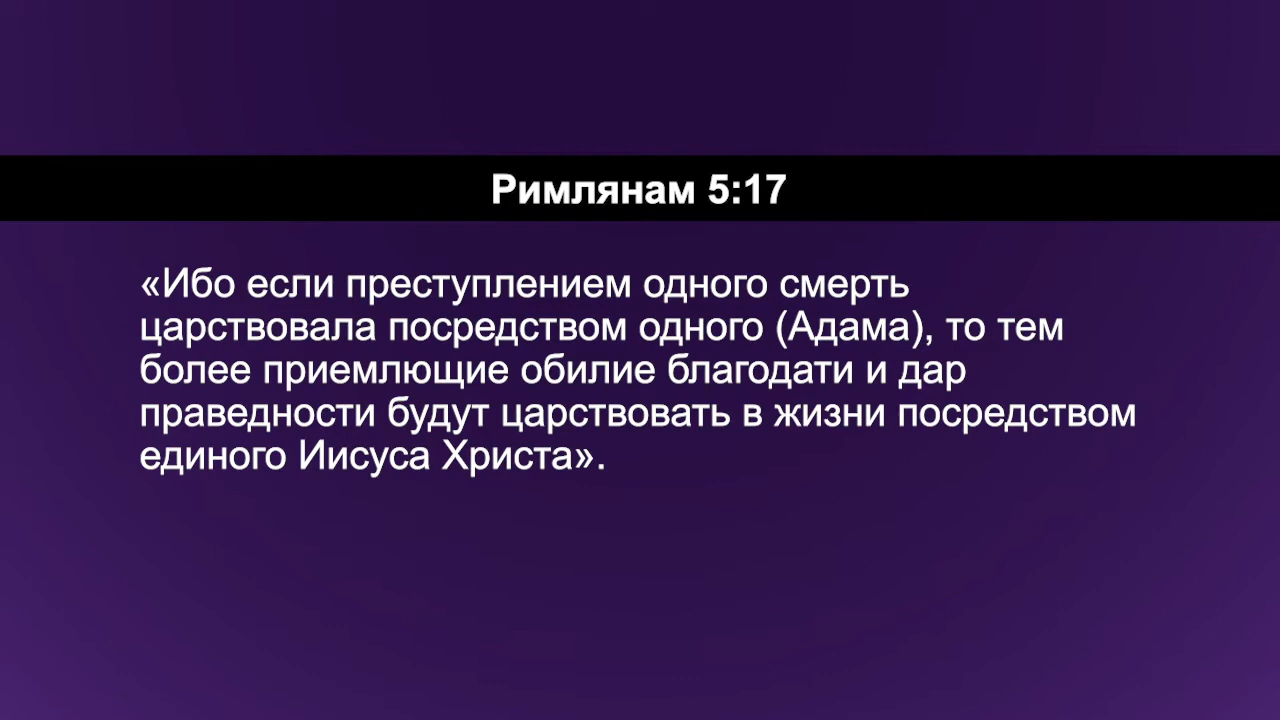 Римлянам 5:17
«Ибо если преступлением одного смерть
царствовала посредством одного (Адама), то тем
более приемлющие обилие благодати и дар
праведности будут царствовать в жизни посредством
единого Иисуса Христа».